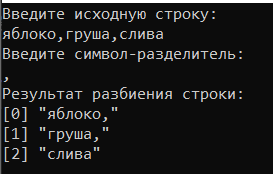 Введите исходную строку:
яблоко,груша,слива
Введите символ-разделитель:
,
Результат разбиения строки:
[0] "яблоко,"
[1] "груша,"
[2] "слива"